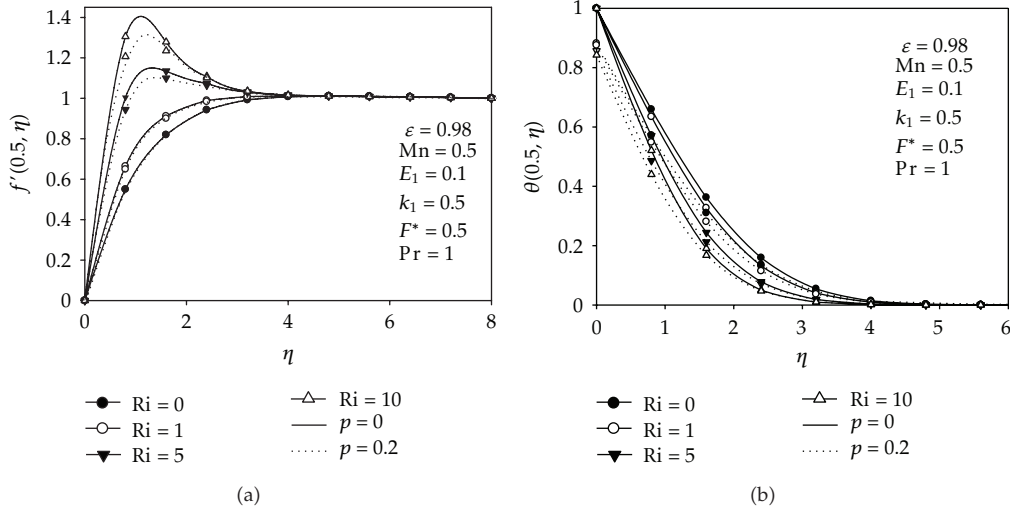 1.4
1.2
1
0.8
0.6
0.4
0.2
0
f′(0.5, η)
ε = 0.98
Mn = 0.5
E₁ = 0.1
k₁ = 0.5
F* = 0.5
Pr = 1
0 2 4 6 8
η
Ri = 0
Ri = 1
Ri = 5
Ri = 10
p = 0
p = 0.2
(a)
1
0.8
0.6
0.4
0.2
0
θ(0.5, η)
ε = 0.98
Mn = 0.5
E₁ = 0.1
k₁ = 0.5
F* = 0.5
Pr = 1
0 1 2 3 4 5 6
η
Ri = 0
Ri = 1
Ri = 5
Ri = 10
p = 0
p = 0.2
(b)